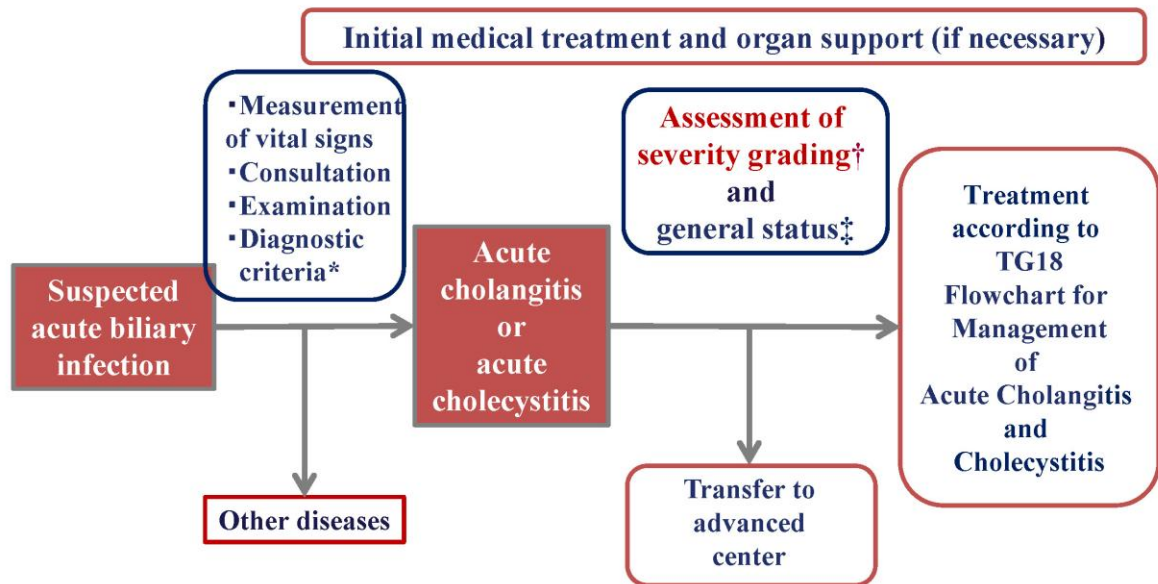 Initial medical treatment and organ support (if necessary)
・Measurement
of vital signs
・Consultation
・Examination
・Diagnostic
criteria*
Assessment of
severity grading†
and
general status‡
Suspected
acute biliary
infection
Acute
cholangitis
or
acute
cholecystitis
Treatment
according to
TG18
Flowchart for
Management
of
Acute Cholangitis
and
Cholecystitis
Other diseases
Transfer to
advanced
center